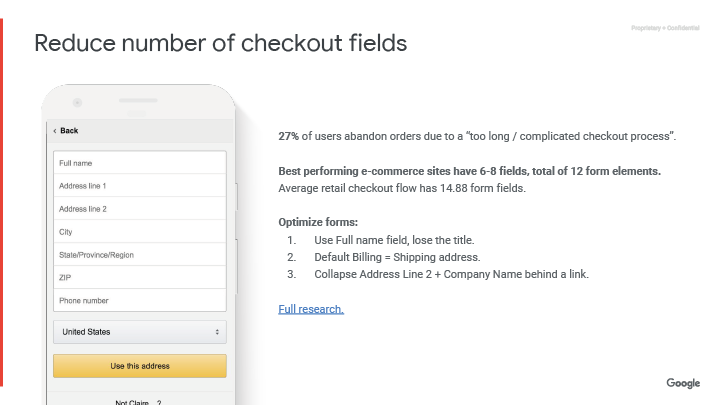 Proprietary + Confidential
Reduce number of checkout fields
‹ Back
Full name
Address line 1
Address line 2
City
State/Province/Region
ZIP
Phone number
United States
Use this address
Not Claire ?
27% of users abandon orders due to a “too long / complicated checkout process”.
Best performing e-commerce sites have 6-8 fields, total of 12 form elements.
Average retail checkout flow has 14.88 form fields.
Optimize forms:
1. Use Full name field, lose the title.
2. Default Billing = Shipping address.
3. Collapse Address Line 2 + Company Name behind a link.
Full research.
Google